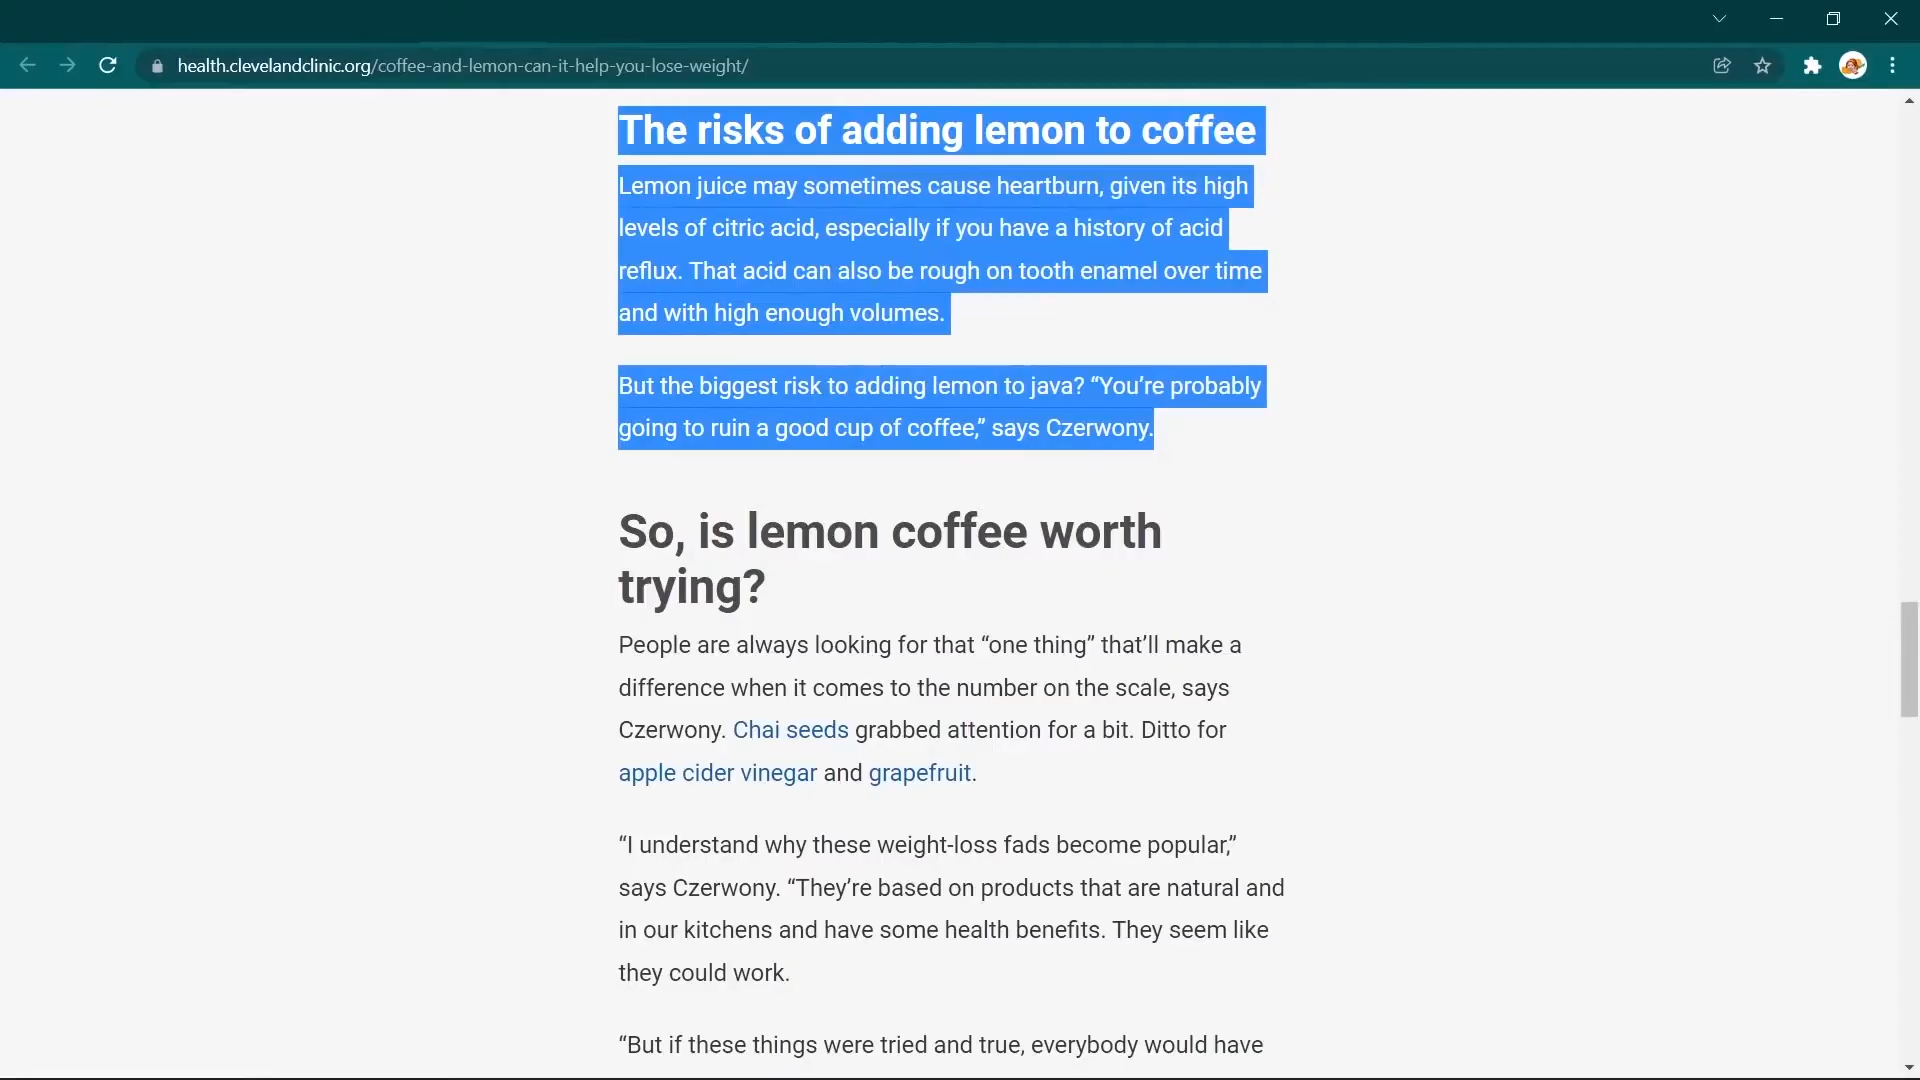 health.clevelandclinic.org/coffee-and-lemon-can-it-help-you-lose-weight/
The risks of adding lemon to coffee
Lemon juice may sometimes cause heartburn, given its high
levels of citric acid, especially if you have a history of acid
reflux. That acid can also be rough on tooth enamel over time
and with high enough volumes.
But the biggest risk to adding lemon to java? “You’re probably
going to ruin a good cup of coffee,” says Czerwony.
So, is lemon coffee worth
trying?
People are always looking for that “one thing” that’ll make a
difference when it comes to the number on the scale, says
Czerwony. Chai seeds grabbed attention for a bit. Ditto for
apple cider vinegar and grapefruit.
“I understand why these weight-loss fads become popular,”
says Czerwony. “They’re based on products that are natural and
in our kitchens and have some health benefits. They seem like
they could work.
“But if these things were tried and true, everybody would have